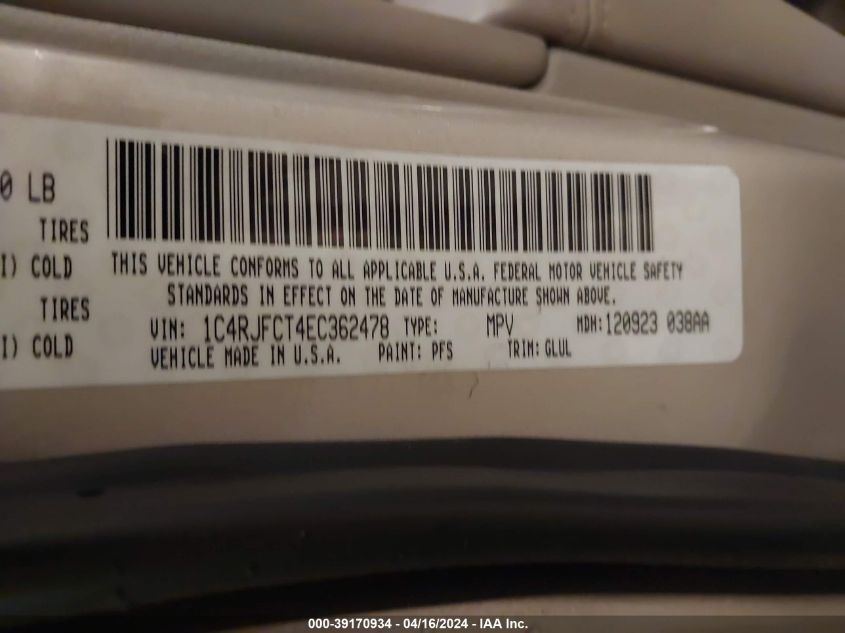 0 LB
TIRES
I) COLD
TIRES
I) COLD
THIS VEHICLE CONFORMS TO ALL APPLICABLE U.S.A. FEDERAL MOTOR VEHICLE SAFETY
STANDARDS IN EFFECT ON THE DATE OF MANUFACTURE SHOWN ABOVE.
VIN: 1C4RJFCT4EC362478 TYPE: MPV MDH:120923 038AA
VEHICLE MADE IN U.S.A. PAINT: PFS TRIM: GLUL
000-39170934 - 04/16/2024 - IAA Inc.